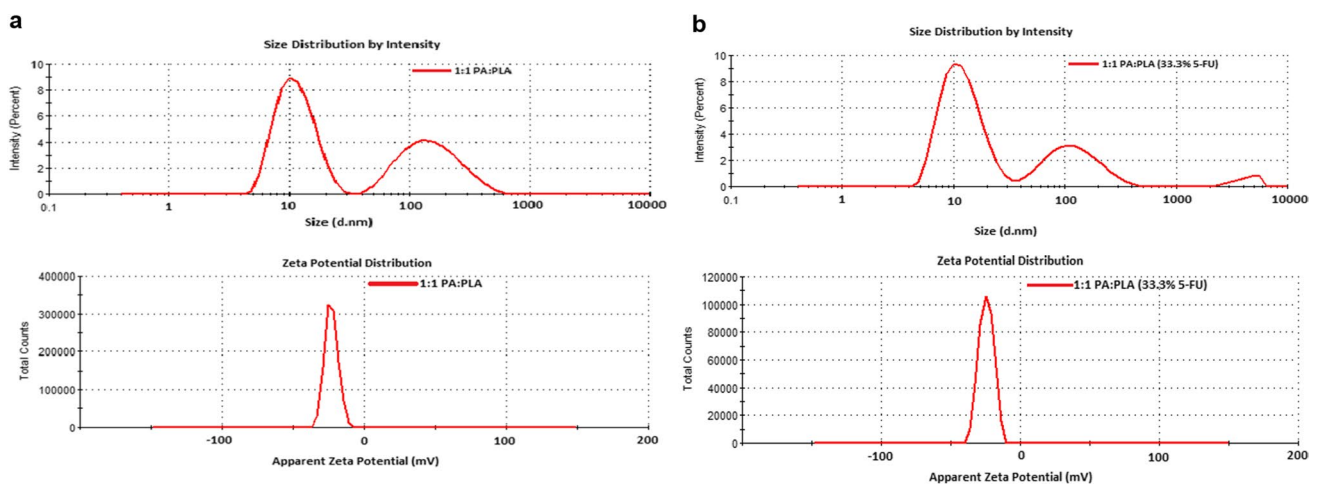 a
Size Distribution by Intensity
1:1 PA:PLA
Intensity (Percent)
10
8
6
4
2
0
0.1
1
10
100
1000
10000
Size (d.nm)
Zeta Potential Distribution
1:1 PA:PLA
Total Counts
400000
300000
200000
100000
0
-100
0
100
200
Apparent Zeta Potential (mV)
b
Size Distribution by Intensity
1:1 PA:PLA (33.3% 5-FU)
Intensity (Percent)
10
8
6
4
2
0
0.1
1
10
100
1000
10000
Size (d.nm)
Zeta Potential Distribution
1:1 PA:PLA (33.3% 5-FU)
Total Counts
120000
100000
80000
60000
40000
20000
0
-100
0
100
200
Apparent Zeta Potential (mV)